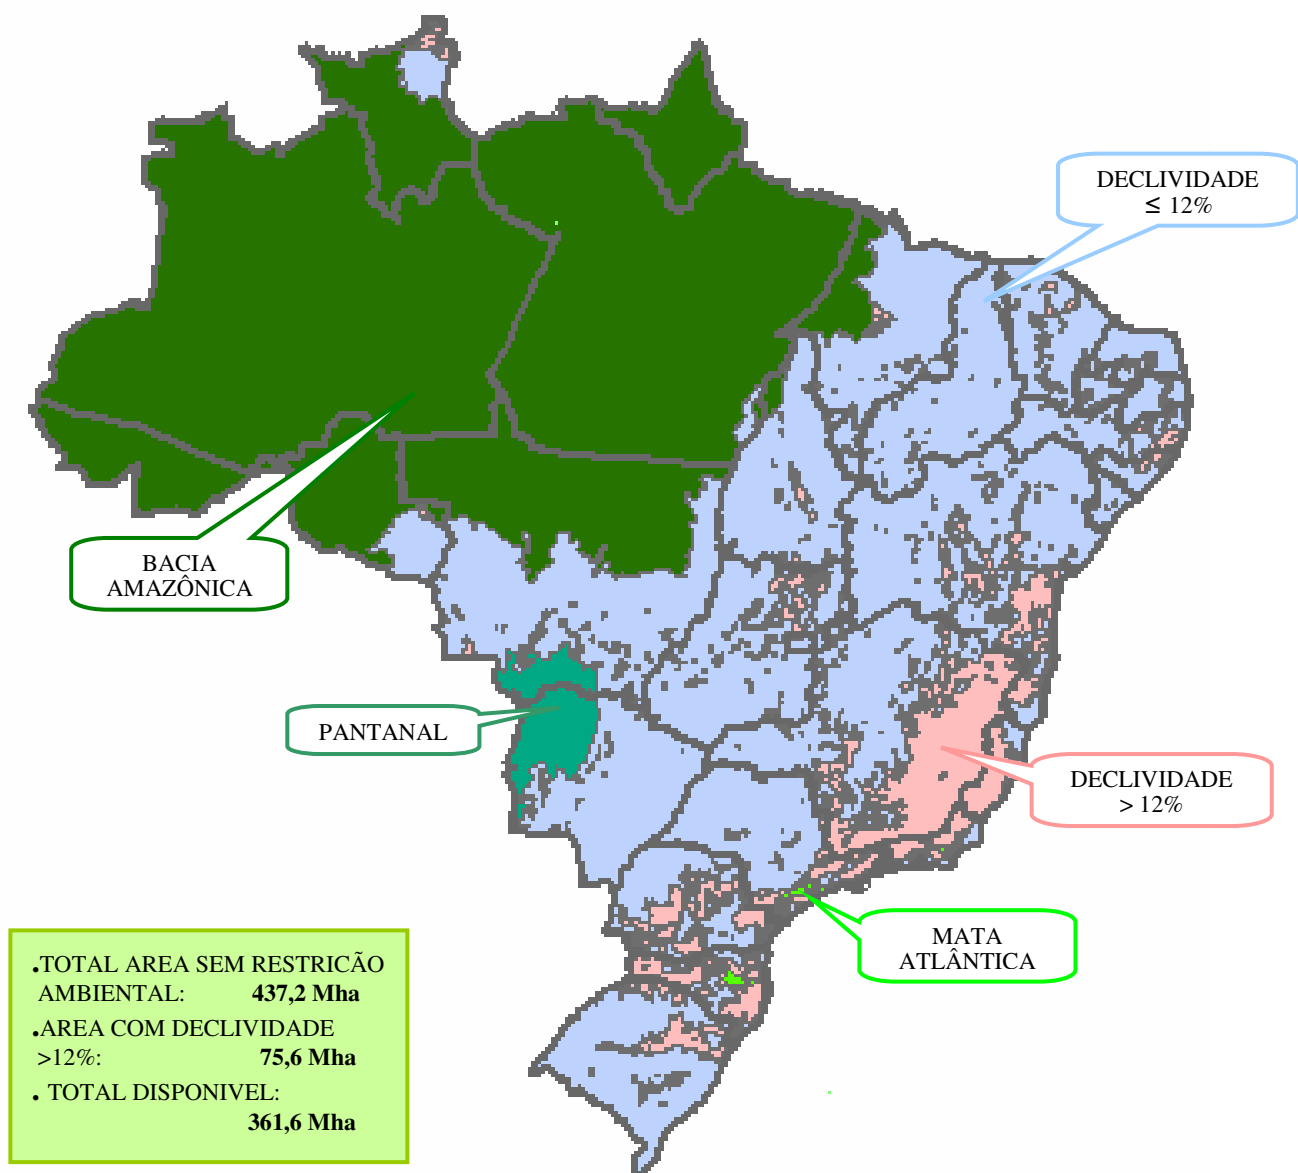 DECLIVIDADE
≤ 12%
BACIA
AMAZÔNICA
PANTANAL
DECLIVIDADE
> 12%
MATA
ATLÂNTICA
.TOTAL AREA SEM RESTRICÃO
AMBIENTAL: 437,2 Mha
.AREA COM DECLIVIDADE
>12%: 75,6 Mha
. TOTAL DISPONIVEL:
361,6 Mha